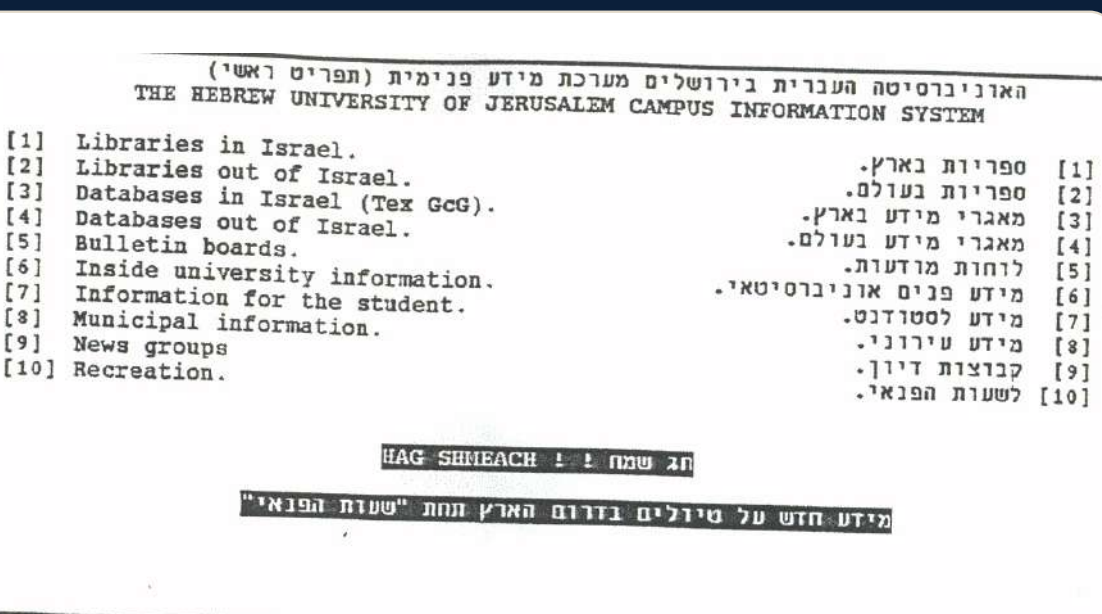 האוניברסיטה העברית בירושלים מערכת מידע פנימית (תפריט ראשי)
THE HEBREW UNIVERSITY OF JERUSALEM CAMPUS INFORMATION SYSTEM
[1] Libraries in Israel.
[2] Libraries out of Israel.
[3] Databases in Israel (Tex GcG).
[4] Databases out of Israel.
[5] Bulletin boards.
[6] Inside university information.
[7] Information for the student.
[8] Municipal information.
[9] News groups
[10] Recreation.
[1] ספריות בארץ.
[2] ספריות בעולם.
[3] מאגרי מידע בארץ.
[4] מאגרי מידע בעולם.
[5] לוחות מודעות.
[6] מידע פנים אוניברסיטאי.
[7] מידע לסטודנט.
[8] מידע עירוני.
[9] קבוצות דיון.
[10] לשעות הפנאי.
HAG SHMEACH ! ! חג שמח
מידע חדש על טיולים בדרום הארץ תחת "שעות הפנאי"